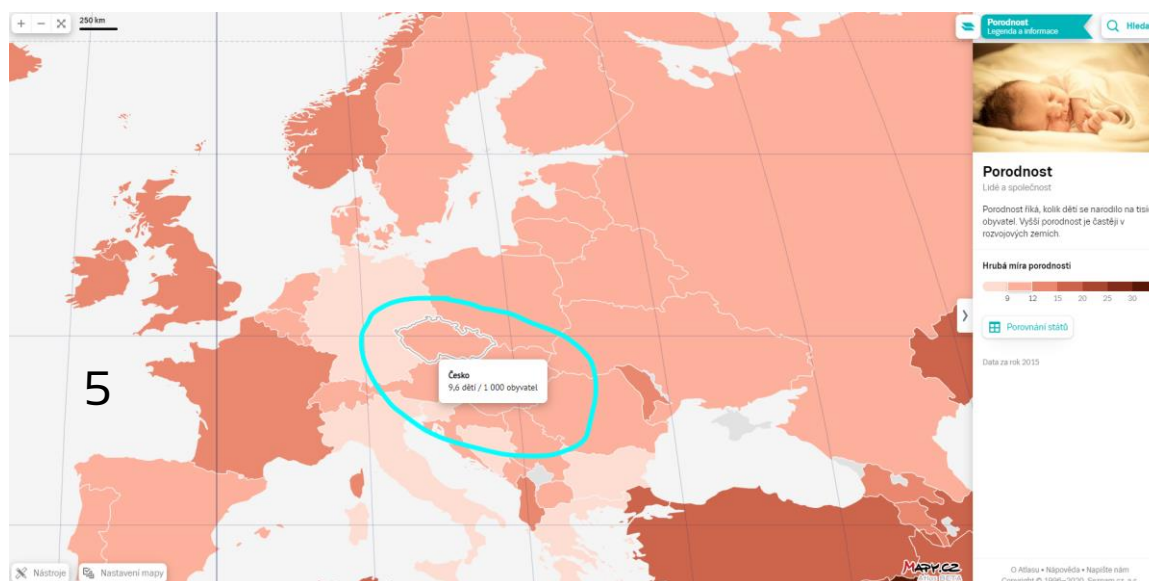 250 km
Porodnost
Legenda a informace
Porodnost
Lidé a společnost
Porodnost říká, kolik dětí se narodilo na
obyvatel. Vyšší porodnost je častěji v
rozvojových zemích.
Hrubá míra porodnosti
9 12 15 20 25 30
Porovnání států
Data za rok 2015
Česko
9,6 dětí / 1 000 obyvatel
5
Nástroje
Nastavení mapy
MAPY.CZ
O Atlasu • Nápověda • Napište nám